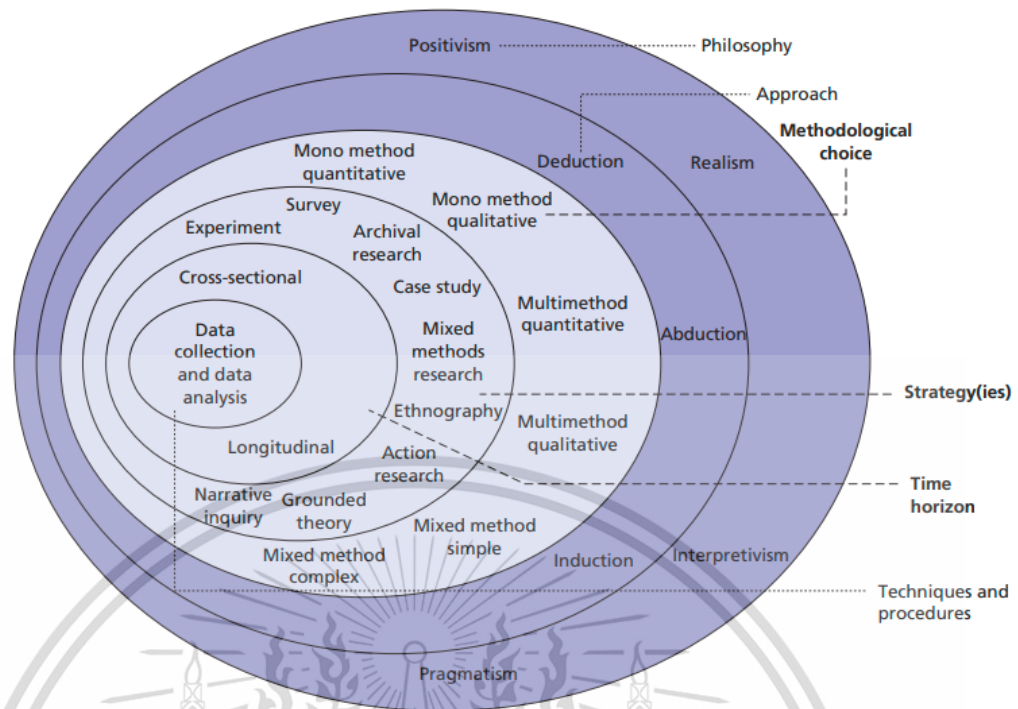 Positivism
Philosophy
Approach
Methodological
choice
Deduction
Realism
Mono method
quantitative
Mono method
qualitative
Survey
Experiment
Archival
research
Cross-sectional
Case study
Multimethod
quantitative
Data
collection
and data
analysis
Mixed
methods
research
Abduction
Strategy(ies)
Ethnography
Multimethod
qualitative
Longitudinal
Action
research
Time
horizon
Narrative
inquiry
Grounded
theory
Mixed method
simple
Mixed method
complex
Induction
Interpretivism
Techniques and
procedures
Pragmatism